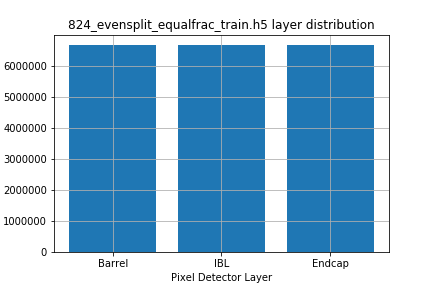 824_evensplit_equalfrac_train.h5 layer distribution
6000000
5000000
4000000
3000000
2000000
1000000
0
Barrel IBL Endcap
Pixel Detector Layer